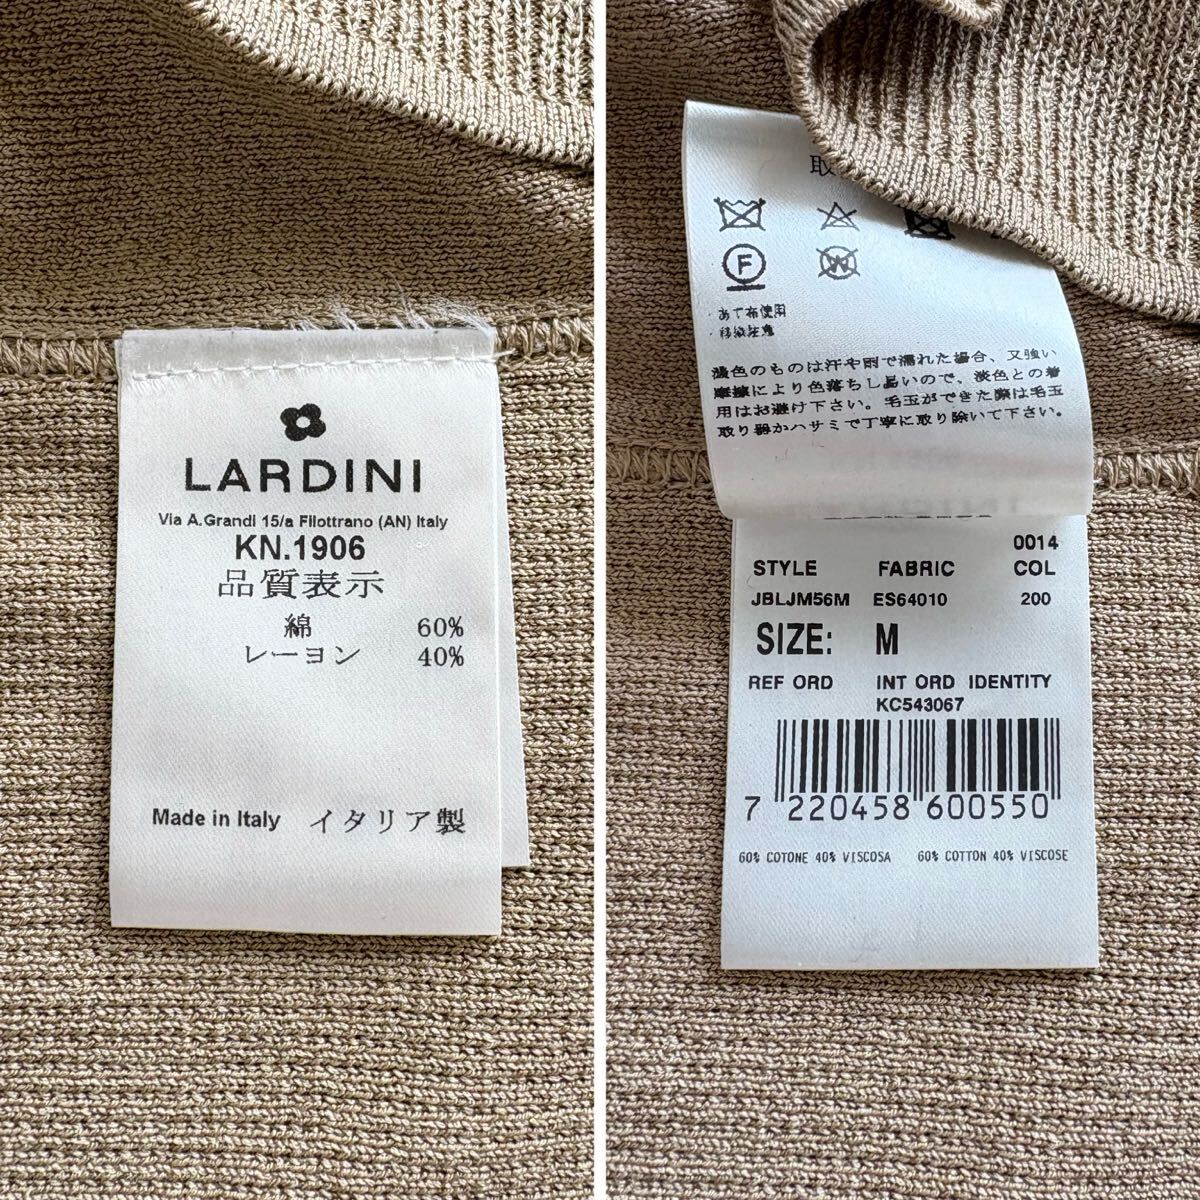 LARDINI
Via A.Grandi 15/a Filottrano (AN) Italy
KN.1906
品質表示
綿 60%
レーヨン 40%
Made in Italy イタリア製
取
F
W
・あて布使用
・移染注意
濃色のものは汗や雨で濡れた場合、又強い
摩擦により色落ちし易いので、淡色との着
用はお避け下さい。毛玉ができた際は毛玉
取り器かハサミで丁寧に取り除いて下さい。
0014
STYLE FABRIC COL
JBLJM56M ES64010 200
SIZE: M
REF ORD INT ORD IDENTITY
KC543067
7 220458 600550
60% COTONE 40% VISCOSA 60% COTTON 40% VISCOSE